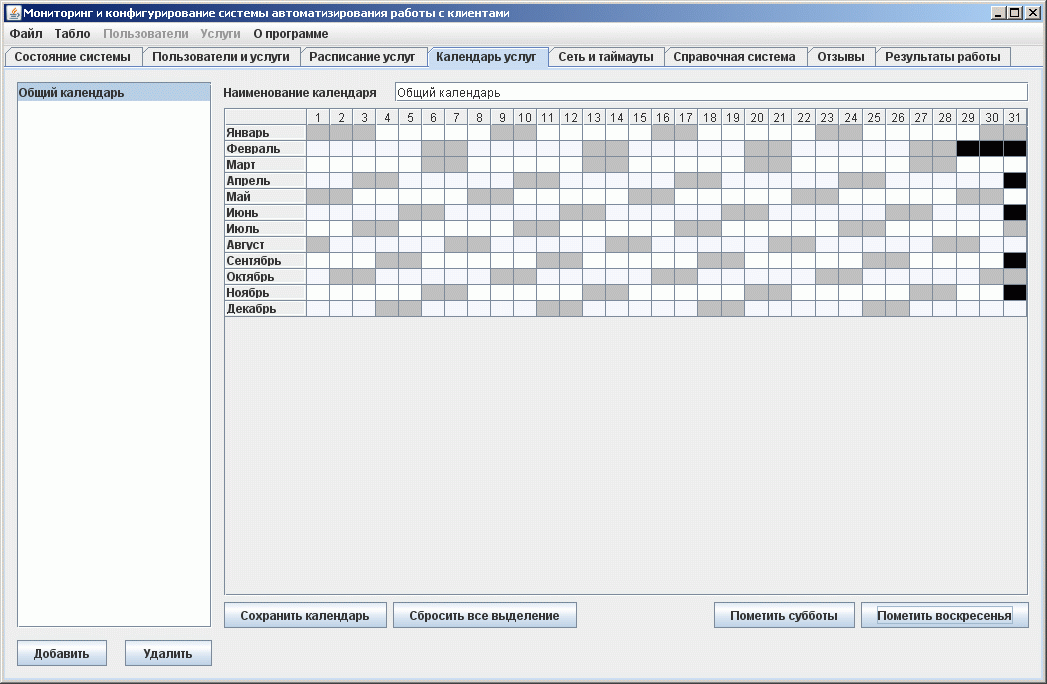 Мониторинг и конфигурирование системы автоматизирования работы с клиентами
Файл Табло Пользователи Услуги О программе
Состояние системы Пользователи и услуги Расписание услуг Календарь услуг Сеть и таймауты Справочная система Отзывы Результаты работы
Общий календарь Наименование календаря Общий календарь
1 2 3 4 5 6 7 8 9 10 11 12 13 14 15 16 17 18 19 20 21 22 23 24 25 26 27 28 29 30 31
Январь
Февраль
Март
Апрель
Май
Июнь
Июль
Август
Сентябрь
Октябрь
Ноябрь
Декабрь
Сохранить календарь Сбросить все выделение Пометить субботы Пометить воскресенья
Добавить Удалить